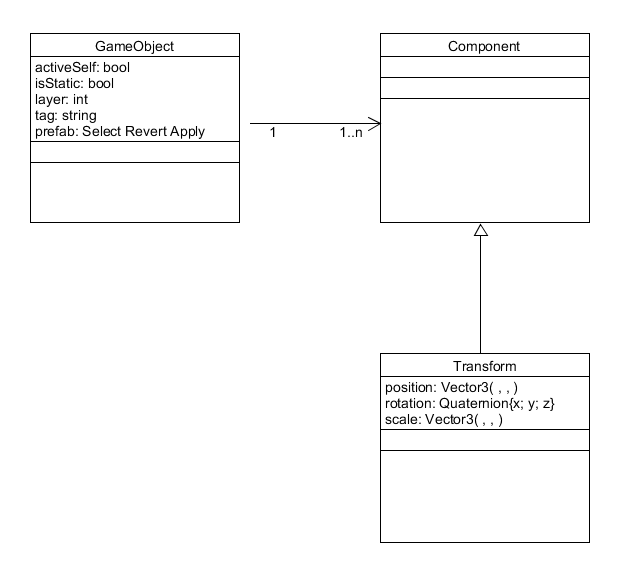 GameObject
activeSelf: bool
isStatic: bool
layer: int
tag: string
prefab: Select Revert Apply
1
1..n
Component
Transform
position: Vector3( , , )
rotation: Quaternion{x; y; z}
scale: Vector3( , , )